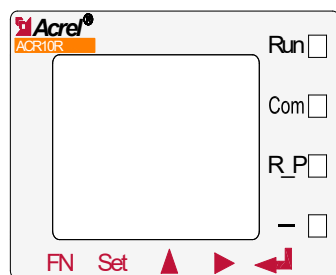 Acrel®
ACR10R
Run
Com
R_P
–
FN Set